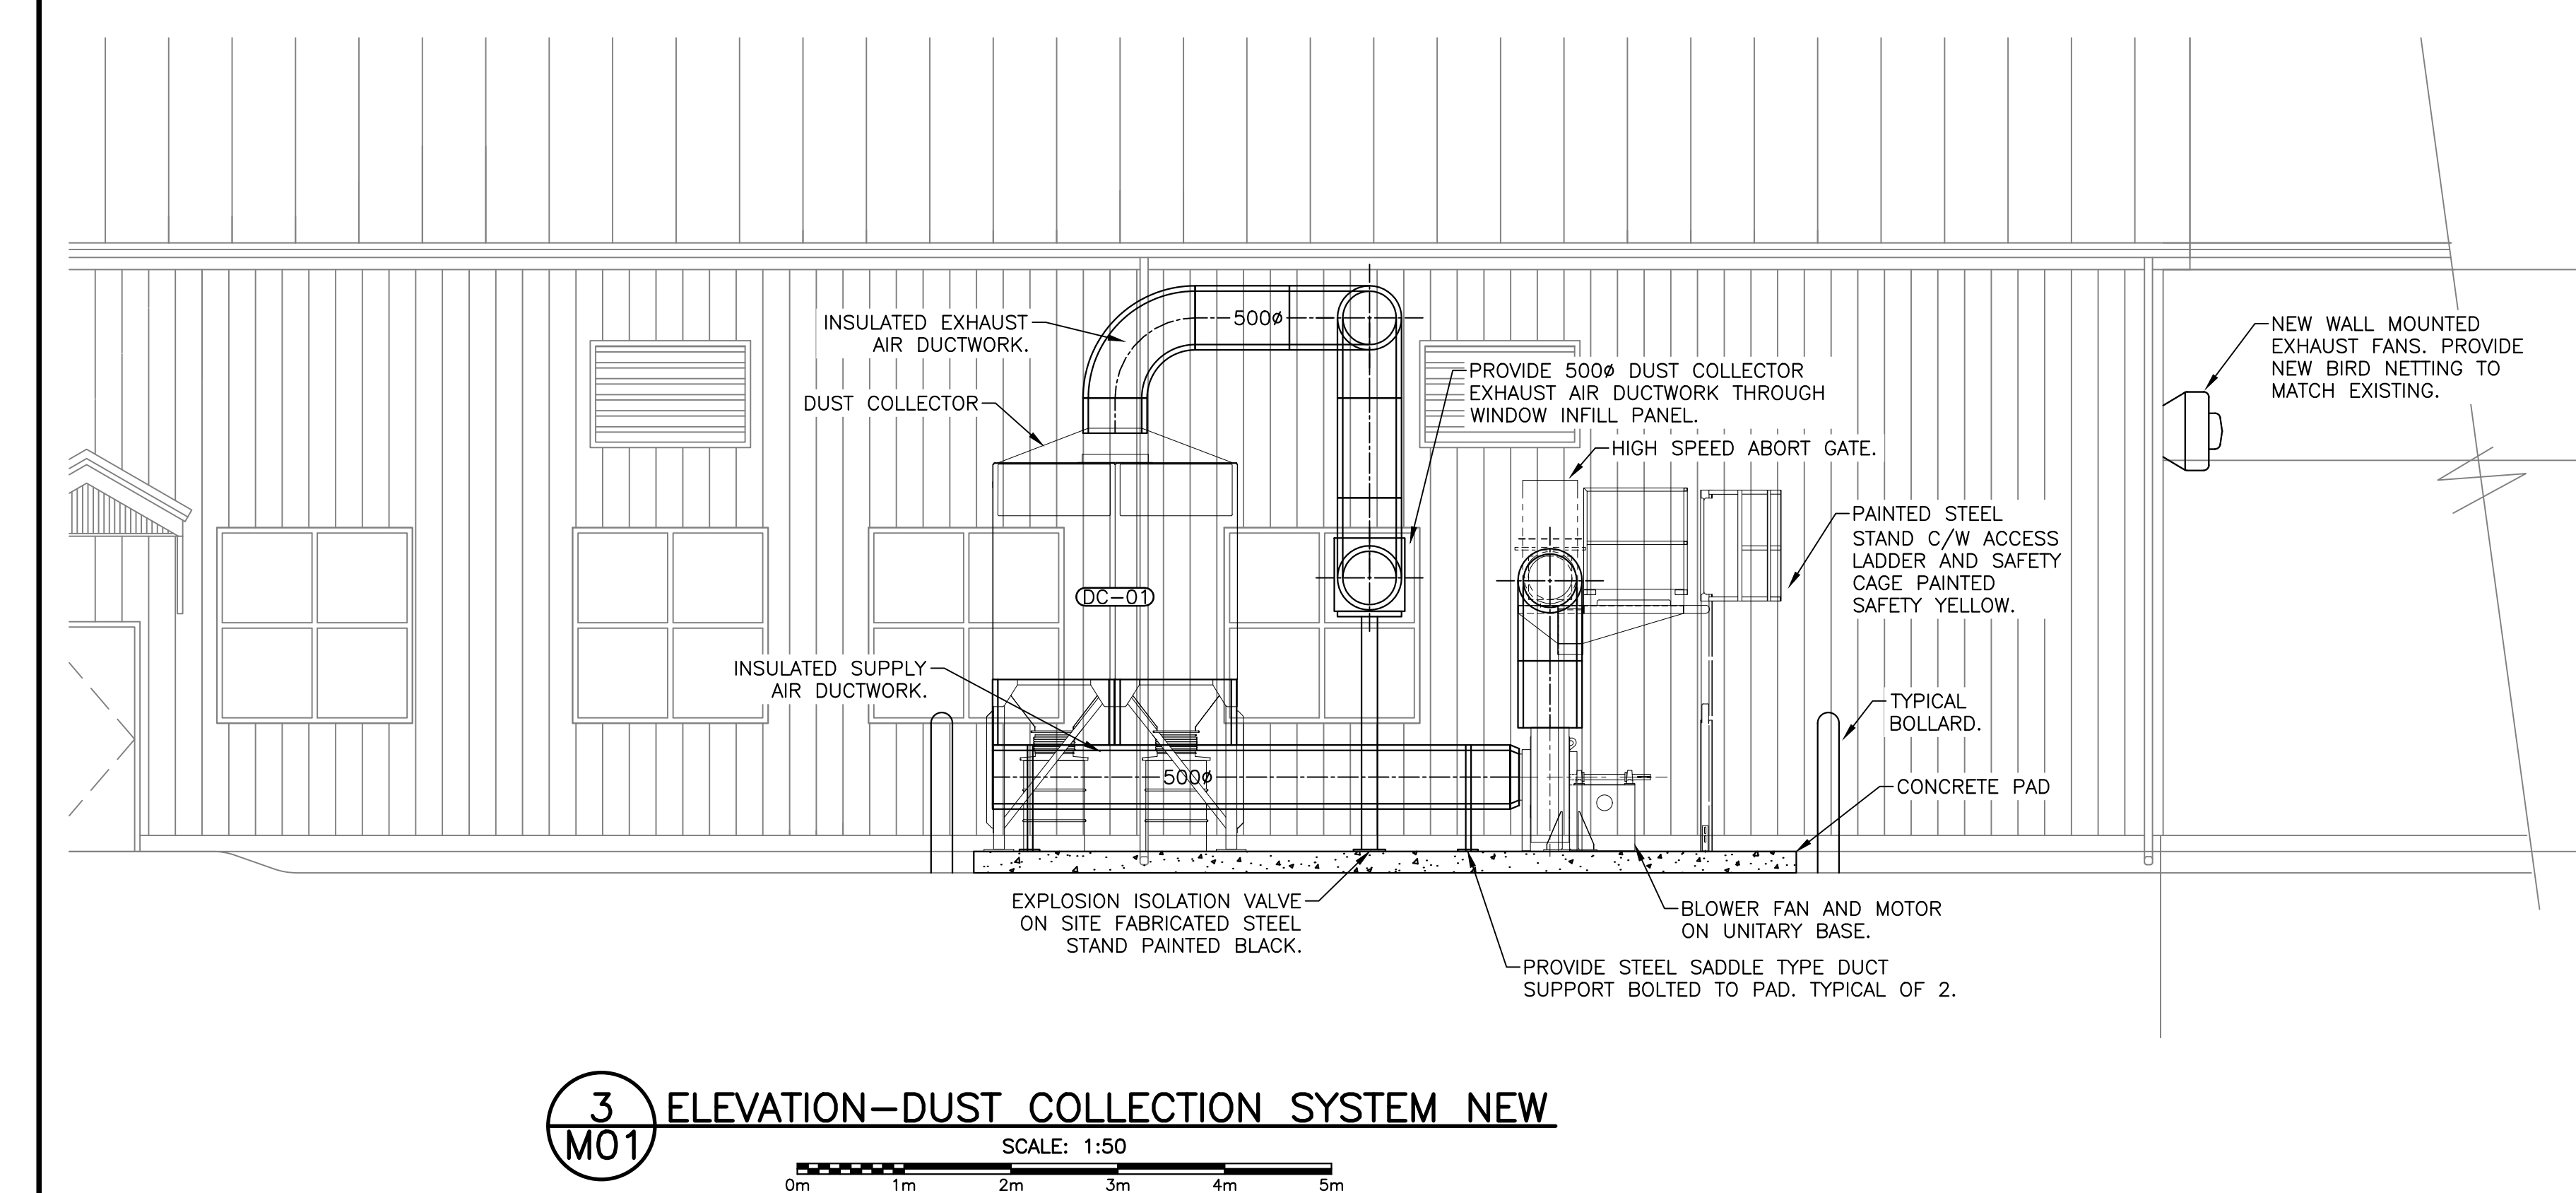 INSULATED EXHAUST
AIR DUCTWORK.
500ø
NEW WALL MOUNTED
EXHAUST FANS. PROVIDE
NEW BIRD NETTING TO
MATCH EXISTING.
DUST COLLECTOR
PROVIDE 500ø DUST COLLECTOR
EXHAUST AIR DUCTWORK THROUGH
WINDOW INFILL PANEL.
HIGH SPEED ABORT GATE.
PAINTED STEEL
STAND C/W ACCESS
LADDER AND SAFETY
CAGE PAINTED
SAFETY YELLOW.
DC-01
INSULATED SUPPLY
AIR DUCTWORK.
TYPICAL
BOLLARD.
500ø
CONCRETE PAD
EXPLOSION ISOLATION VALVE
ON SITE FABRICATED STEEL
STAND PAINTED BLACK.
BLOWER FAN AND MOTOR
ON UNITARY BASE.
PROVIDE STEEL SADDLE TYPE DUCT
SUPPORT BOLTED TO PAD. TYPICAL OF 2.
3
M01
ELEVATION-DUST COLLECTION SYSTEM NEW
SCALE: 1:50
0m 1m 2m 3m 4m 5m